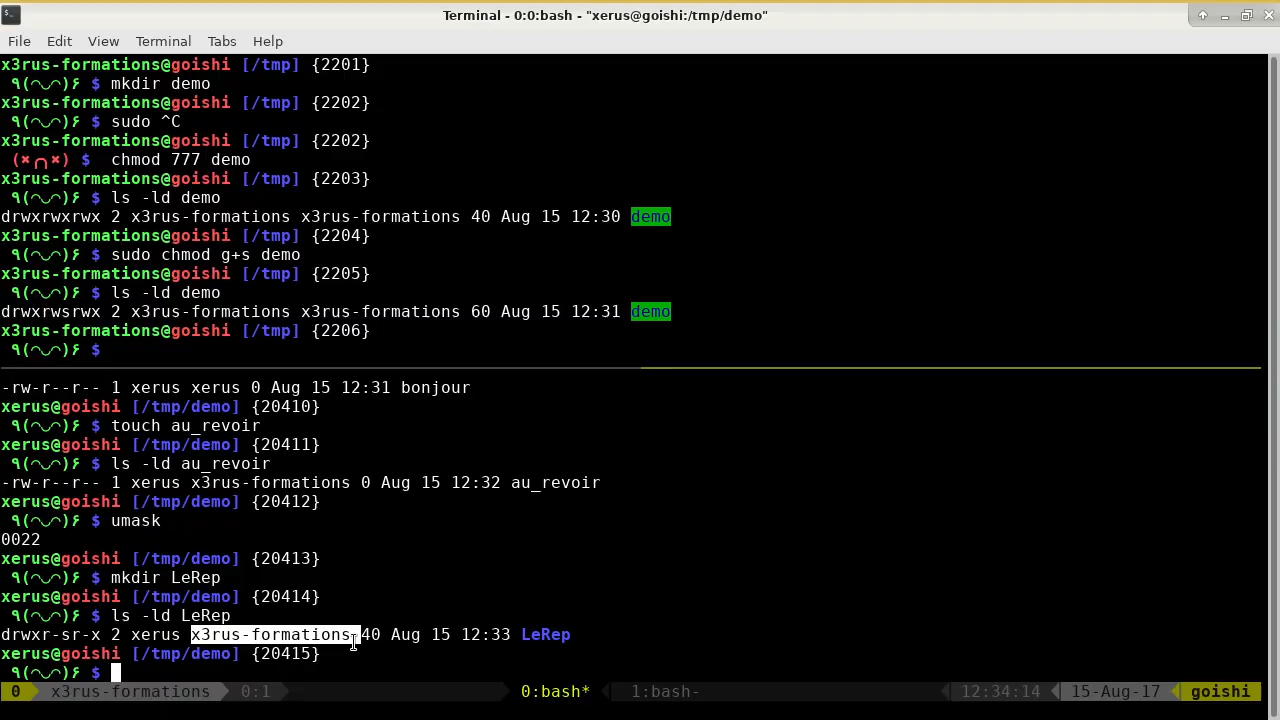 Terminal - 0:0:bash - "xerus@goishi:/tmp/demo"
File Edit View Terminal Tabs Help
x3rus-formations@goishi [/tmp] {2201}
٩(◠◡◠)۶ $ mkdir demo
x3rus-formations@goishi [/tmp] {2202}
٩(◠◡◠)۶ $ sudo ^C
x3rus-formations@goishi [/tmp] {2202}
(✖╭╮✖) $  chmod 777 demo
x3rus-formations@goishi [/tmp] {2203}
٩(◠◡◠)۶ $ ls -ld demo
drwxrwxrwx 2 x3rus-formations x3rus-formations 40 Aug 15 12:30 demo
x3rus-formations@goishi [/tmp] {2204}
٩(◠◡◠)۶ $ sudo chmod g+s demo
x3rus-formations@goishi [/tmp] {2205}
٩(◠◡◠)۶ $ ls -ld demo
drwxrwsrwx 2 x3rus-formations x3rus-formations 60 Aug 15 12:31 demo
x3rus-formations@goishi [/tmp] {2206}
٩(◠◡◠)۶ $
-rw-r--r-- 1 xerus xerus 0 Aug 15 12:31 bonjour
xerus@goishi [/tmp/demo] {20410}
٩(◠◡◠)۶ $ touch au_revoir
xerus@goishi [/tmp/demo] {20411}
٩(◠◡◠)۶ $ ls -ld au_revoir
-rw-r--r-- 1 xerus x3rus-formations 0 Aug 15 12:32 au_revoir
xerus@goishi [/tmp/demo] {20412}
٩(◠◡◠)۶ $ umask
0022
xerus@goishi [/tmp/demo] {20413}
٩(◠◡◠)۶ $ mkdir LeRep
xerus@goishi [/tmp/demo] {20414}
٩(◠◡◠)۶ $ ls -ld LeRep
drwxr-sr-x 2 xerus x3rus-formations 40 Aug 15 12:33 LeRep
xerus@goishi [/tmp/demo] {20415}
٩(◠◡◠)۶ $
0 x3rus-formations 0:1 0:bash* 1:bash- 12:34:14 15-Aug-17 goishi